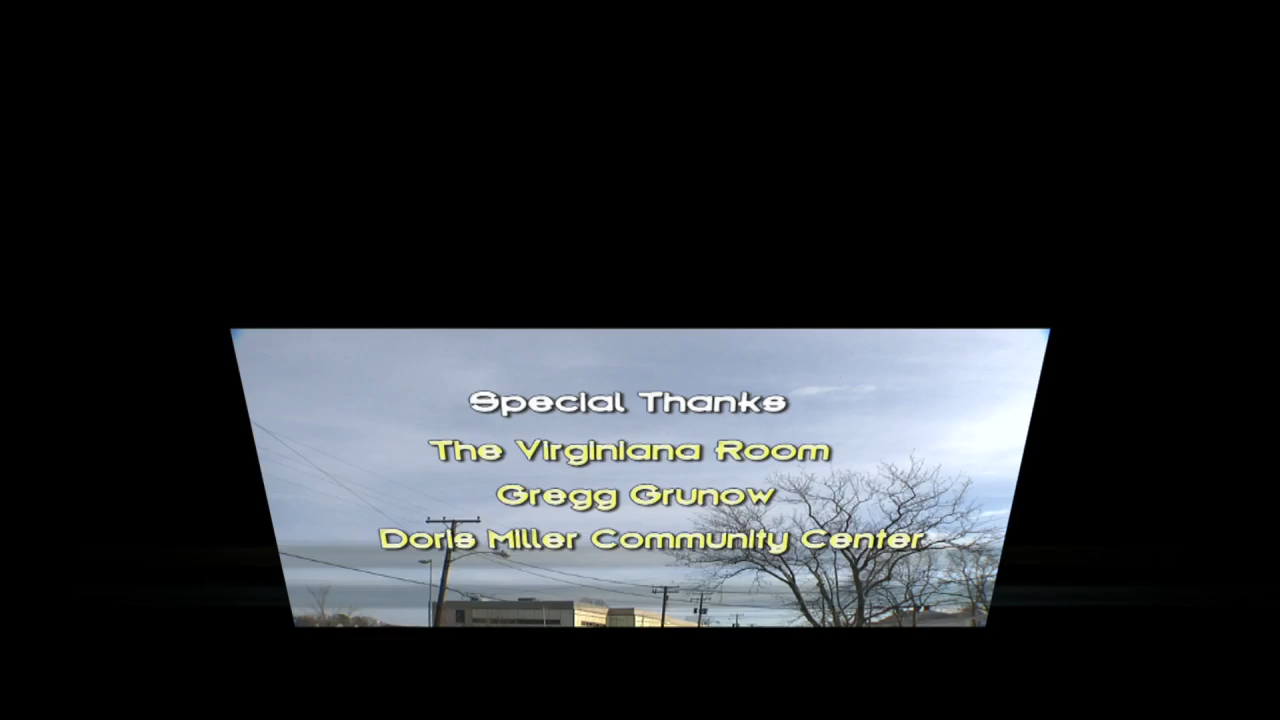 Special Thanks
The Virginiana Room
Gregg Grunow
Doris Miller Community Center